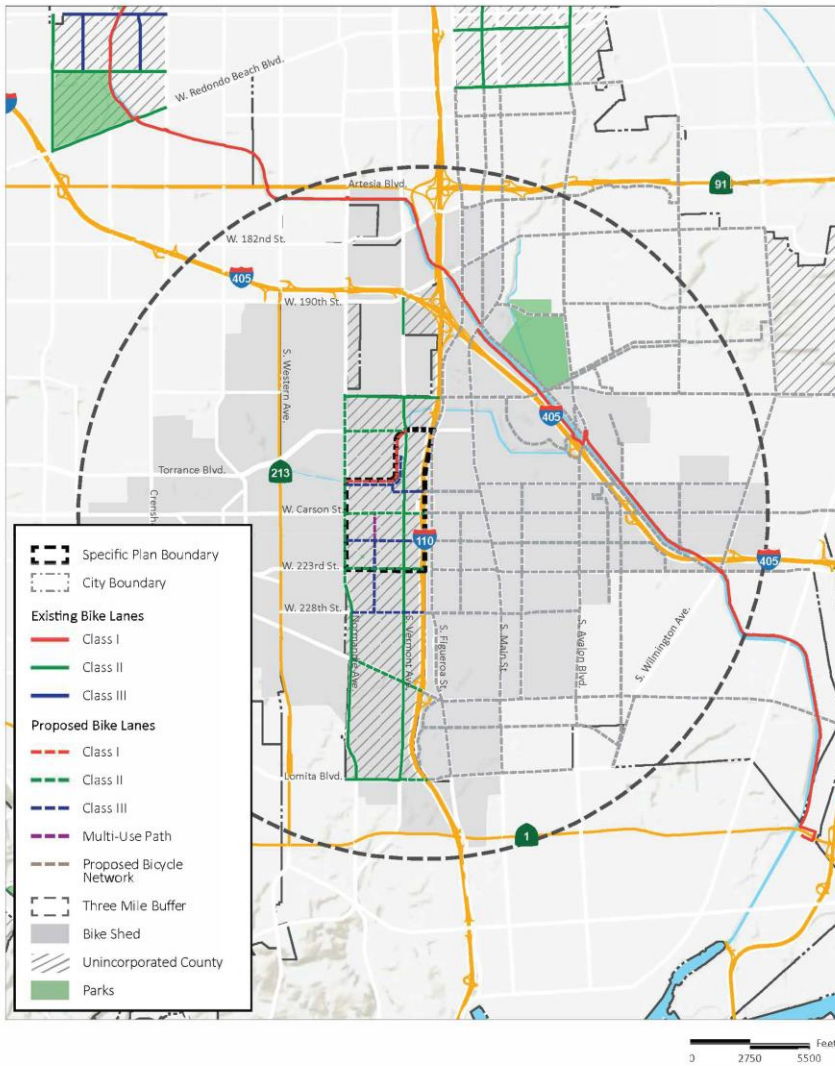 W. Redondo Beach Blvd.
Artesia Blvd.
91
W. 182nd St.
405
W. 190th St.
S. Western Ave.
405
Torrance Blvd.
213
Crensh
W. Carson St.
110
405
W. 223rd St.
W. 228th St.
Normandie Ave.
S. Vermont Ave.
S. Figueroa St.
S. Main St.
S. Avalon Blvd.
S. Wilmington Ave.
Lomita Blvd.
1
Specific Plan Boundary
City Boundary
Existing Bike Lanes
Class I
Class II
Class III
Proposed Bike Lanes
Class I
Class II
Class III
Multi-Use Path
Proposed Bicycle
Network
Three Mile Buffer
Bike Shed
Unincorporated County
Parks
Feet
0 2750 5500